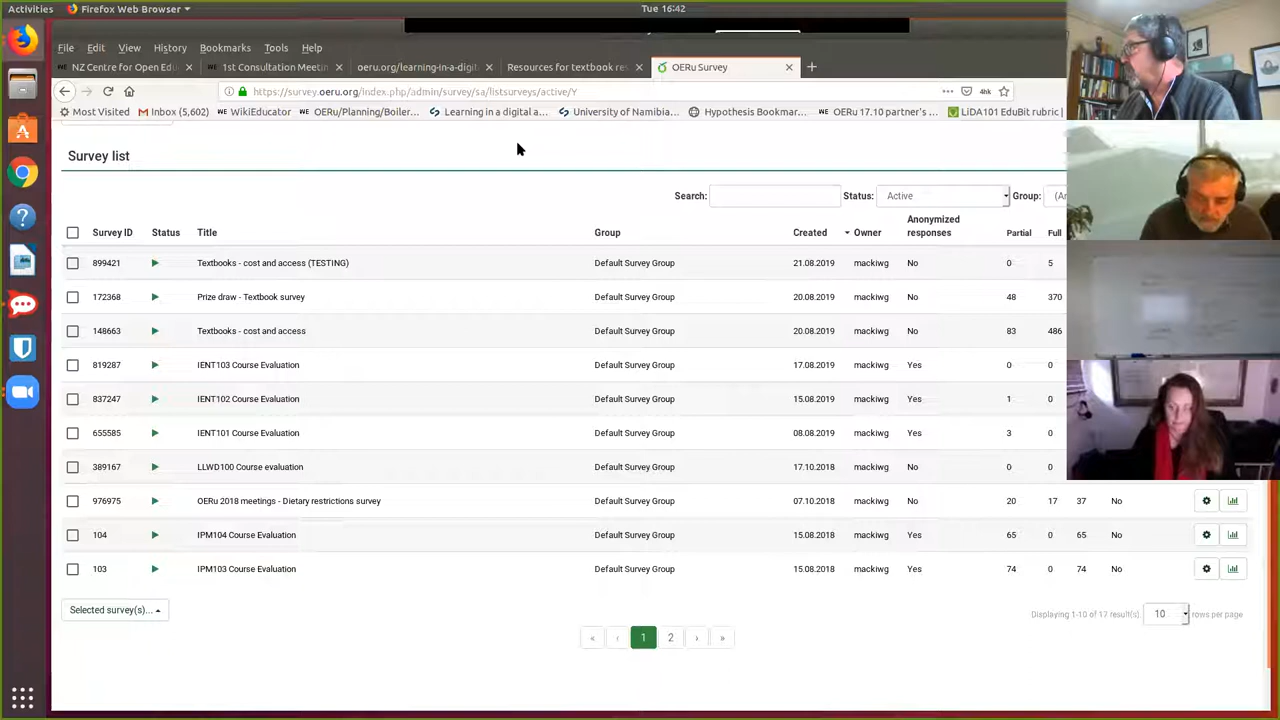 Activities Firefox Web Browser Tue 16:42
File Edit View History Bookmarks Tools Help
NZ Centre for Open Edi 1st Consultation Meetin oeru.org/learning-in-a-digit Resources for textbook res OERu Survey
https://survey.oeru.org/index.php/admin/survey/sa/listsurveys/active/Y
Most Visited Inbox (5,602) WikiEducator OERu/Planning/Boiler... Learning in a digital a... University of Namibia... Hypothesis Bookmar... OERu 17.10 partner's ... LiDA101 EduBit rubric
Survey list
Search: Status: Active Group: (An
Survey ID Status Title Group Created Owner Anonymized responses Partial Full
899421 Textbooks - cost and access (TESTING) Default Survey Group 21.08.2019 mackiwg No 0 5
172368 Prize draw - Textbook survey Default Survey Group 20.08.2019 mackiwg No 48 370
148663 Textbooks - cost and access Default Survey Group 20.08.2019 mackiwg No 83 486
819287 IENT103 Course Evaluation Default Survey Group 17.08.2019 mackiwg Yes 0 0
837247 IENT102 Course Evaluation Default Survey Group 15.08.2019 mackiwg Yes 1 0
655585 IENT101 Course Evaluation Default Survey Group 08.08.2019 mackiwg Yes 3 0
389167 LLWD100 Course evaluation Default Survey Group 17.10.2018 mackiwg No 0 0
976975 OERu 2018 meetings - Dietary restrictions survey Default Survey Group 07.10.2018 mackiwg No 20 17 37 No
104 IPM104 Course Evaluation Default Survey Group 15.08.2018 mackiwg Yes 65 0 65 No
103 IPM103 Course Evaluation Default Survey Group 15.08.2018 mackiwg Yes 74 0 74 No
Selected survey(s)... Displaying 1-10 of 17 result(s). 10 rows per page
« ‹ 1 2 › »